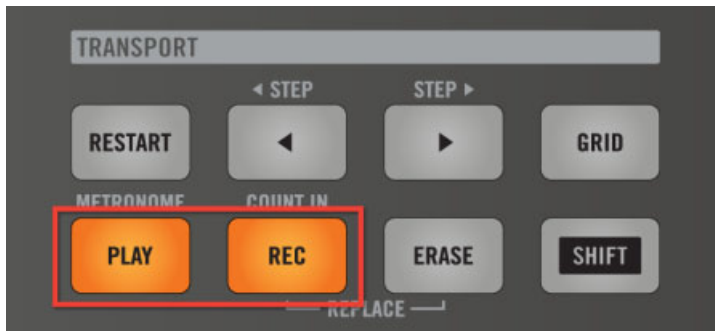 TRANSPORT
◀ STEP STEP ▶
RESTART ◀ ▶ GRID
METRONOME COUNT IN
PLAY REC ERASE SHIFT
REPLACE